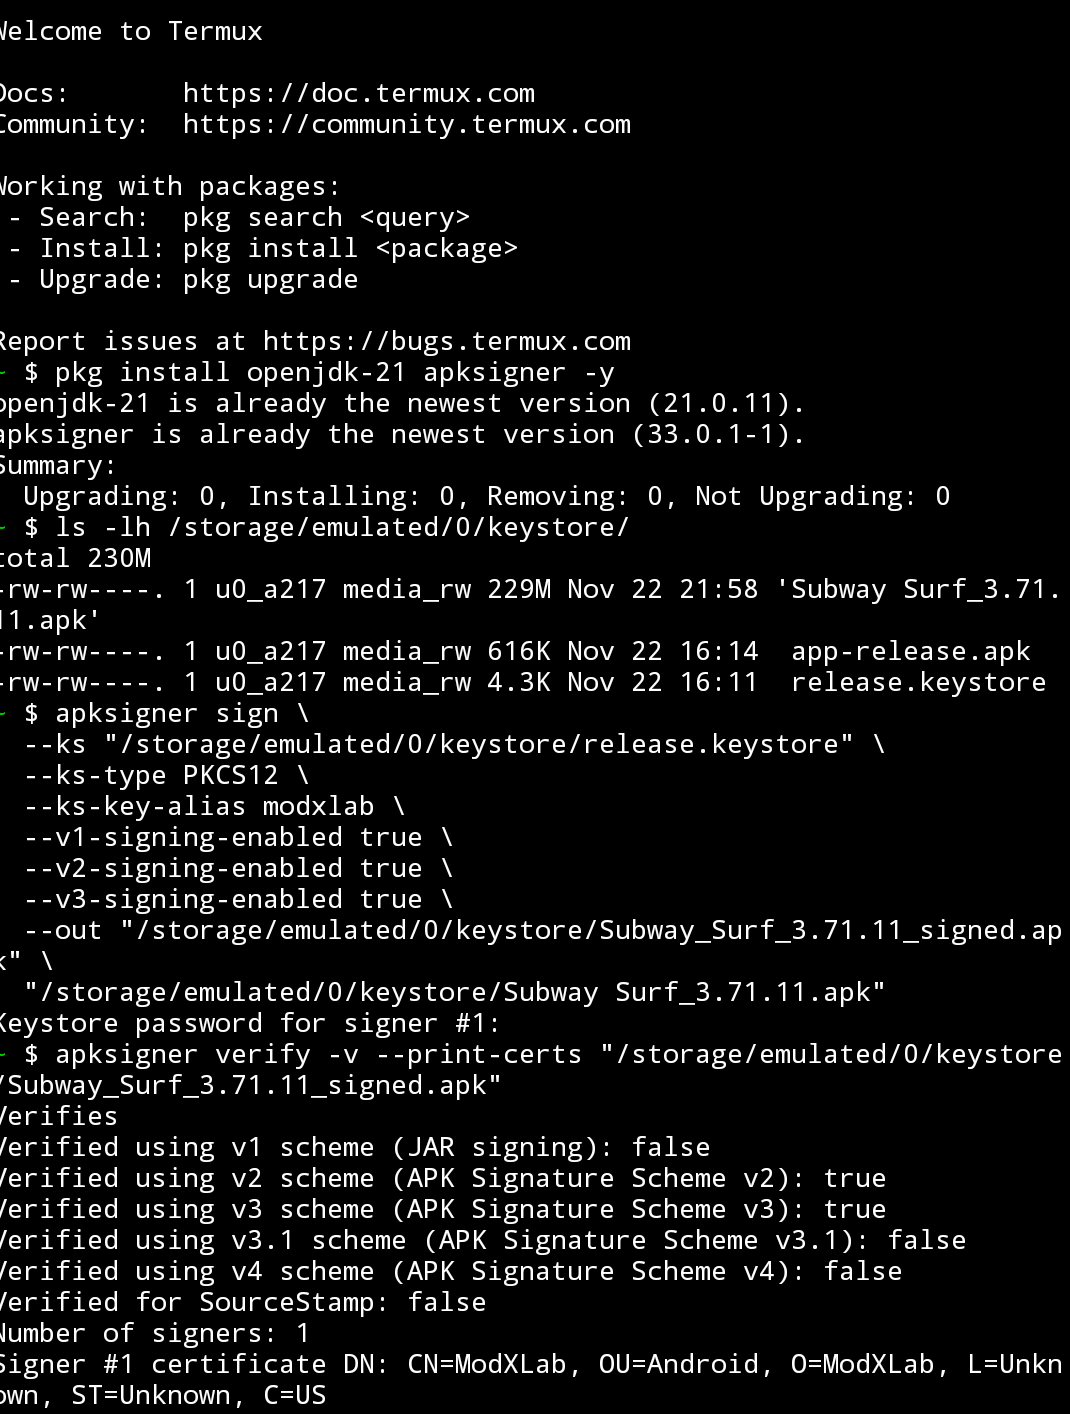 Welcome to Termux
Docs:       https://doc.termux.com
Community:  https://community.termux.com
Working with packages:
 - Search:  pkg search <query>
 - Install: pkg install <package>
 - Upgrade: pkg upgrade
Report issues at https://bugs.termux.com
~ $ pkg install openjdk-21 apksigner -y
openjdk-21 is already the newest version (21.0.11).
apksigner is already the newest version (33.0.1-1).
Summary:
  Upgrading: 0, Installing: 0, Removing: 0, Not Upgrading: 0
~ $ ls -lh /storage/emulated/0/keystore/
total 230M
-rw-rw----. 1 u0_a217 media_rw 229M Nov 22 21:58 'Subway Surf_3.71.
11.apk'
-rw-rw----. 1 u0_a217 media_rw 616K Nov 22 16:14  app-release.apk
-rw-rw----. 1 u0_a217 media_rw 4.3K Nov 22 16:11  release.keystore
~ $ apksigner sign \
  --ks "/storage/emulated/0/keystore/release.keystore" \
  --ks-type PKCS12 \
  --ks-key-alias modxlab \
  --v1-signing-enabled true \
  --v2-signing-enabled true \
  --v3-signing-enabled true \
  --out "/storage/emulated/0/keystore/Subway_Surf_3.71.11_signed.ap
k" \
  "/storage/emulated/0/keystore/Subway Surf_3.71.11.apk"
Keystore password for signer #1:
~ $ apksigner verify -v --print-certs "/storage/emulated/0/keystore
/Subway_Surf_3.71.11_signed.apk"
Verifies
Verified using v1 scheme (JAR signing): false
Verified using v2 scheme (APK Signature Scheme v2): true
Verified using v3 scheme (APK Signature Scheme v3): true
Verified using v3.1 scheme (APK Signature Scheme v3.1): false
Verified using v4 scheme (APK Signature Scheme v4): false
Verified for SourceStamp: false
Number of signers: 1
Signer #1 certificate DN: CN=ModXLab, OU=Android, O=ModXLab, L=Unkn
own, ST=Unknown, C=US